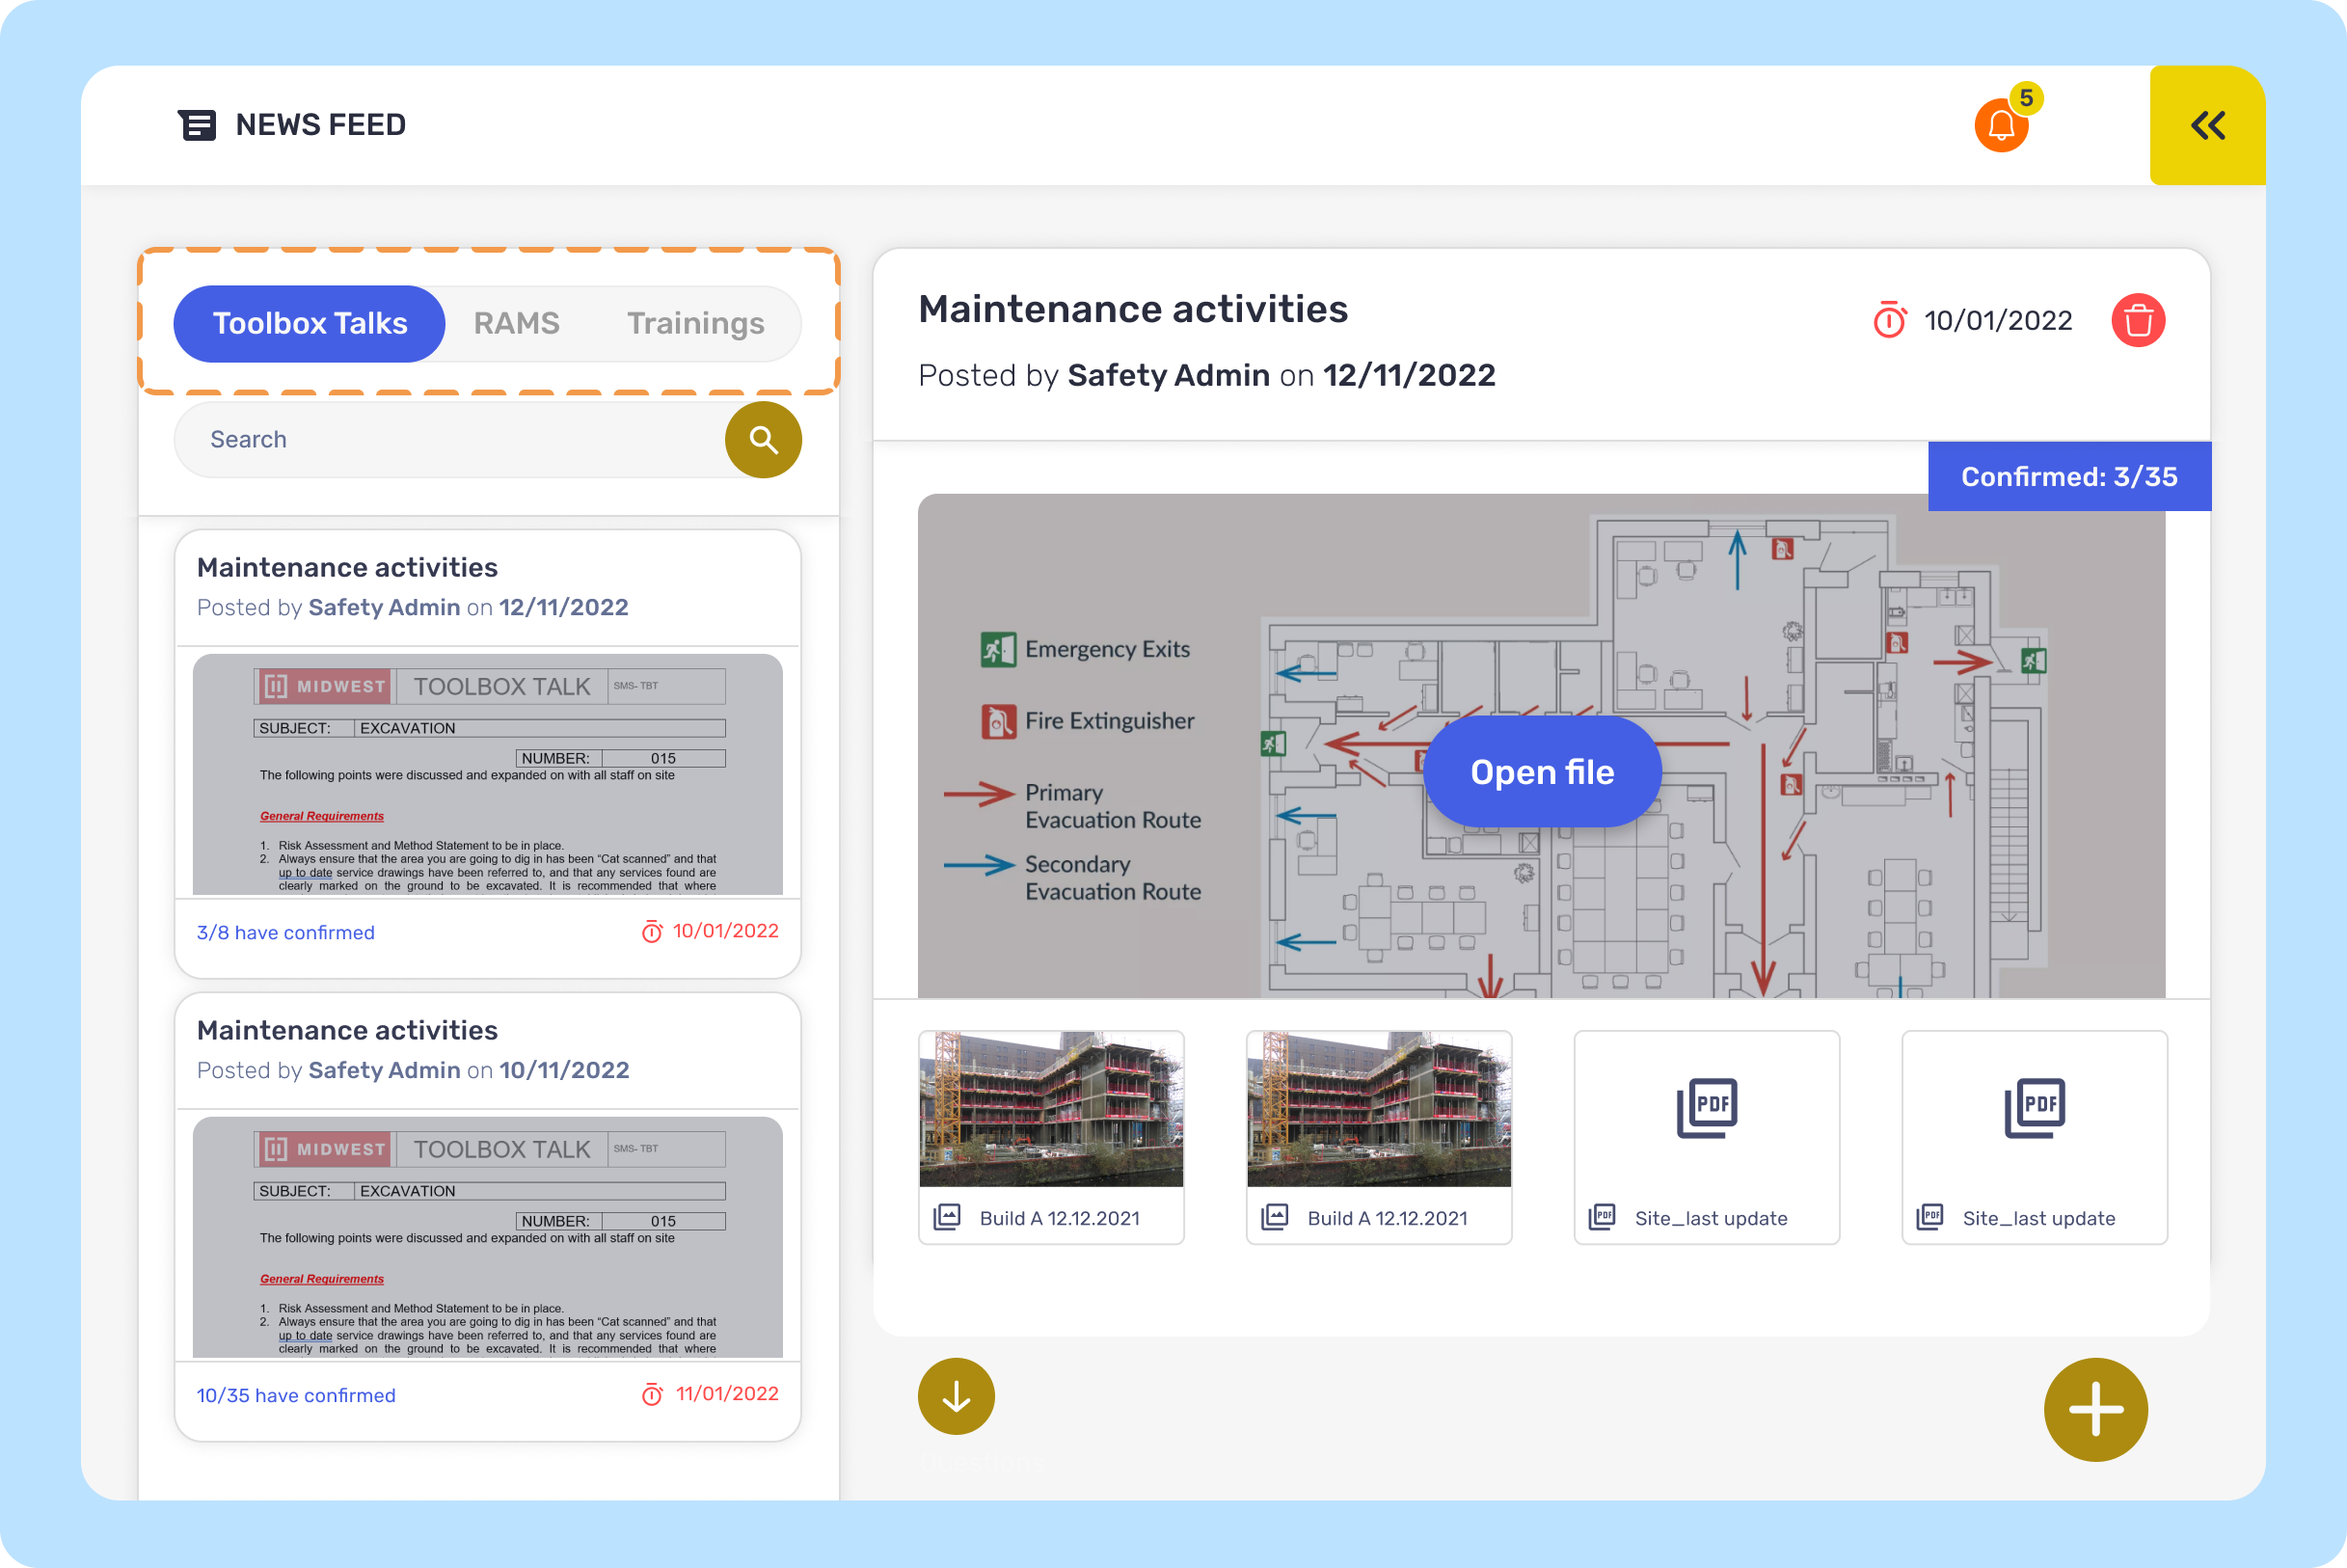 NEWS FEED
5
Toolbox Talks
RAMS
Trainings
Search
Maintenance activities
Posted by Safety Admin on 12/11/2022
MIDWEST
TOOLBOX TALK
SMS- TBT
SUBJECT:
EXCAVATION
NUMBER:
015
The following points were discussed and expanded on with all staff on site
General Requirements
1. Risk Assessment and Method Statement to be in place.
2. Always ensure that the area you are going to dig in has been “Cat scanned” and that
up to date service drawings have been referred to, and that any services found are
clearly marked on the ground to be excavated. It is recommended that where
3/8 have confirmed
10/01/2022
Maintenance activities
Posted by Safety Admin on 10/11/2022
MIDWEST
TOOLBOX TALK
SMS- TBT
SUBJECT:
EXCAVATION
NUMBER:
015
The following points were discussed and expanded on with all staff on site
General Requirements
1. Risk Assessment and Method Statement to be in place.
2. Always ensure that the area you are going to dig in has been “Cat scanned” and that
up to date service drawings have been referred to, and that any services found are
clearly marked on the ground to be excavated. It is recommended that where
10/35 have confirmed
11/01/2022
Maintenance activities
Posted by Safety Admin on 12/11/2022
10/01/2022
Confirmed: 3/35
Emergency Exits
Fire Extinguisher
Primary
Evacuation Route
Secondary
Evacuation Route
Open file
Build A 12.12.2021
Build A 12.12.2021
PDF
PDF
Site_last update
PDF
PDF
Site_last update